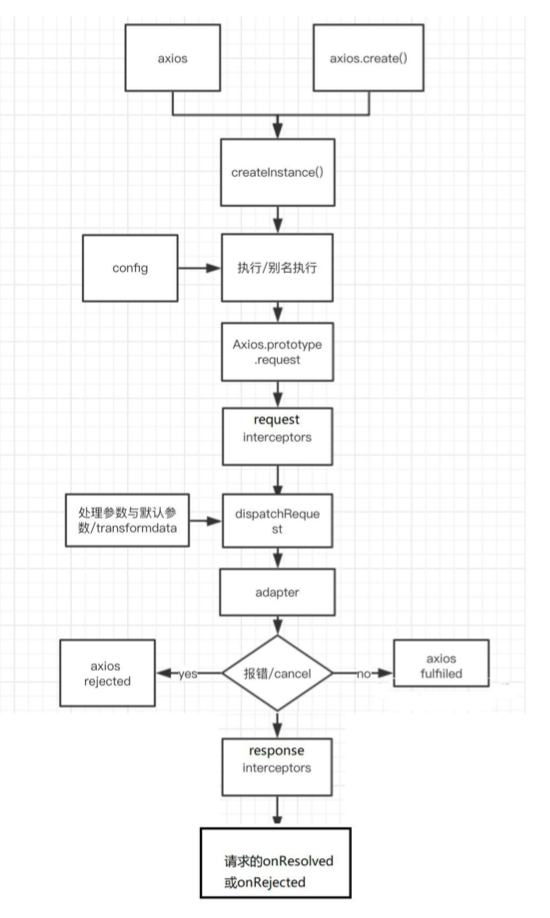 axios
axios.create()
createInstance()
config
执行/别名执行
Axios.prototype
.request
request
interceptors
处理参数与默认参
数/transformdata
dispatchReque
st
adapter
axios
rejected
yes
报错/cancel
no
axios
fulfiiled
response
interceptors
请求的onResolved
或onRejected